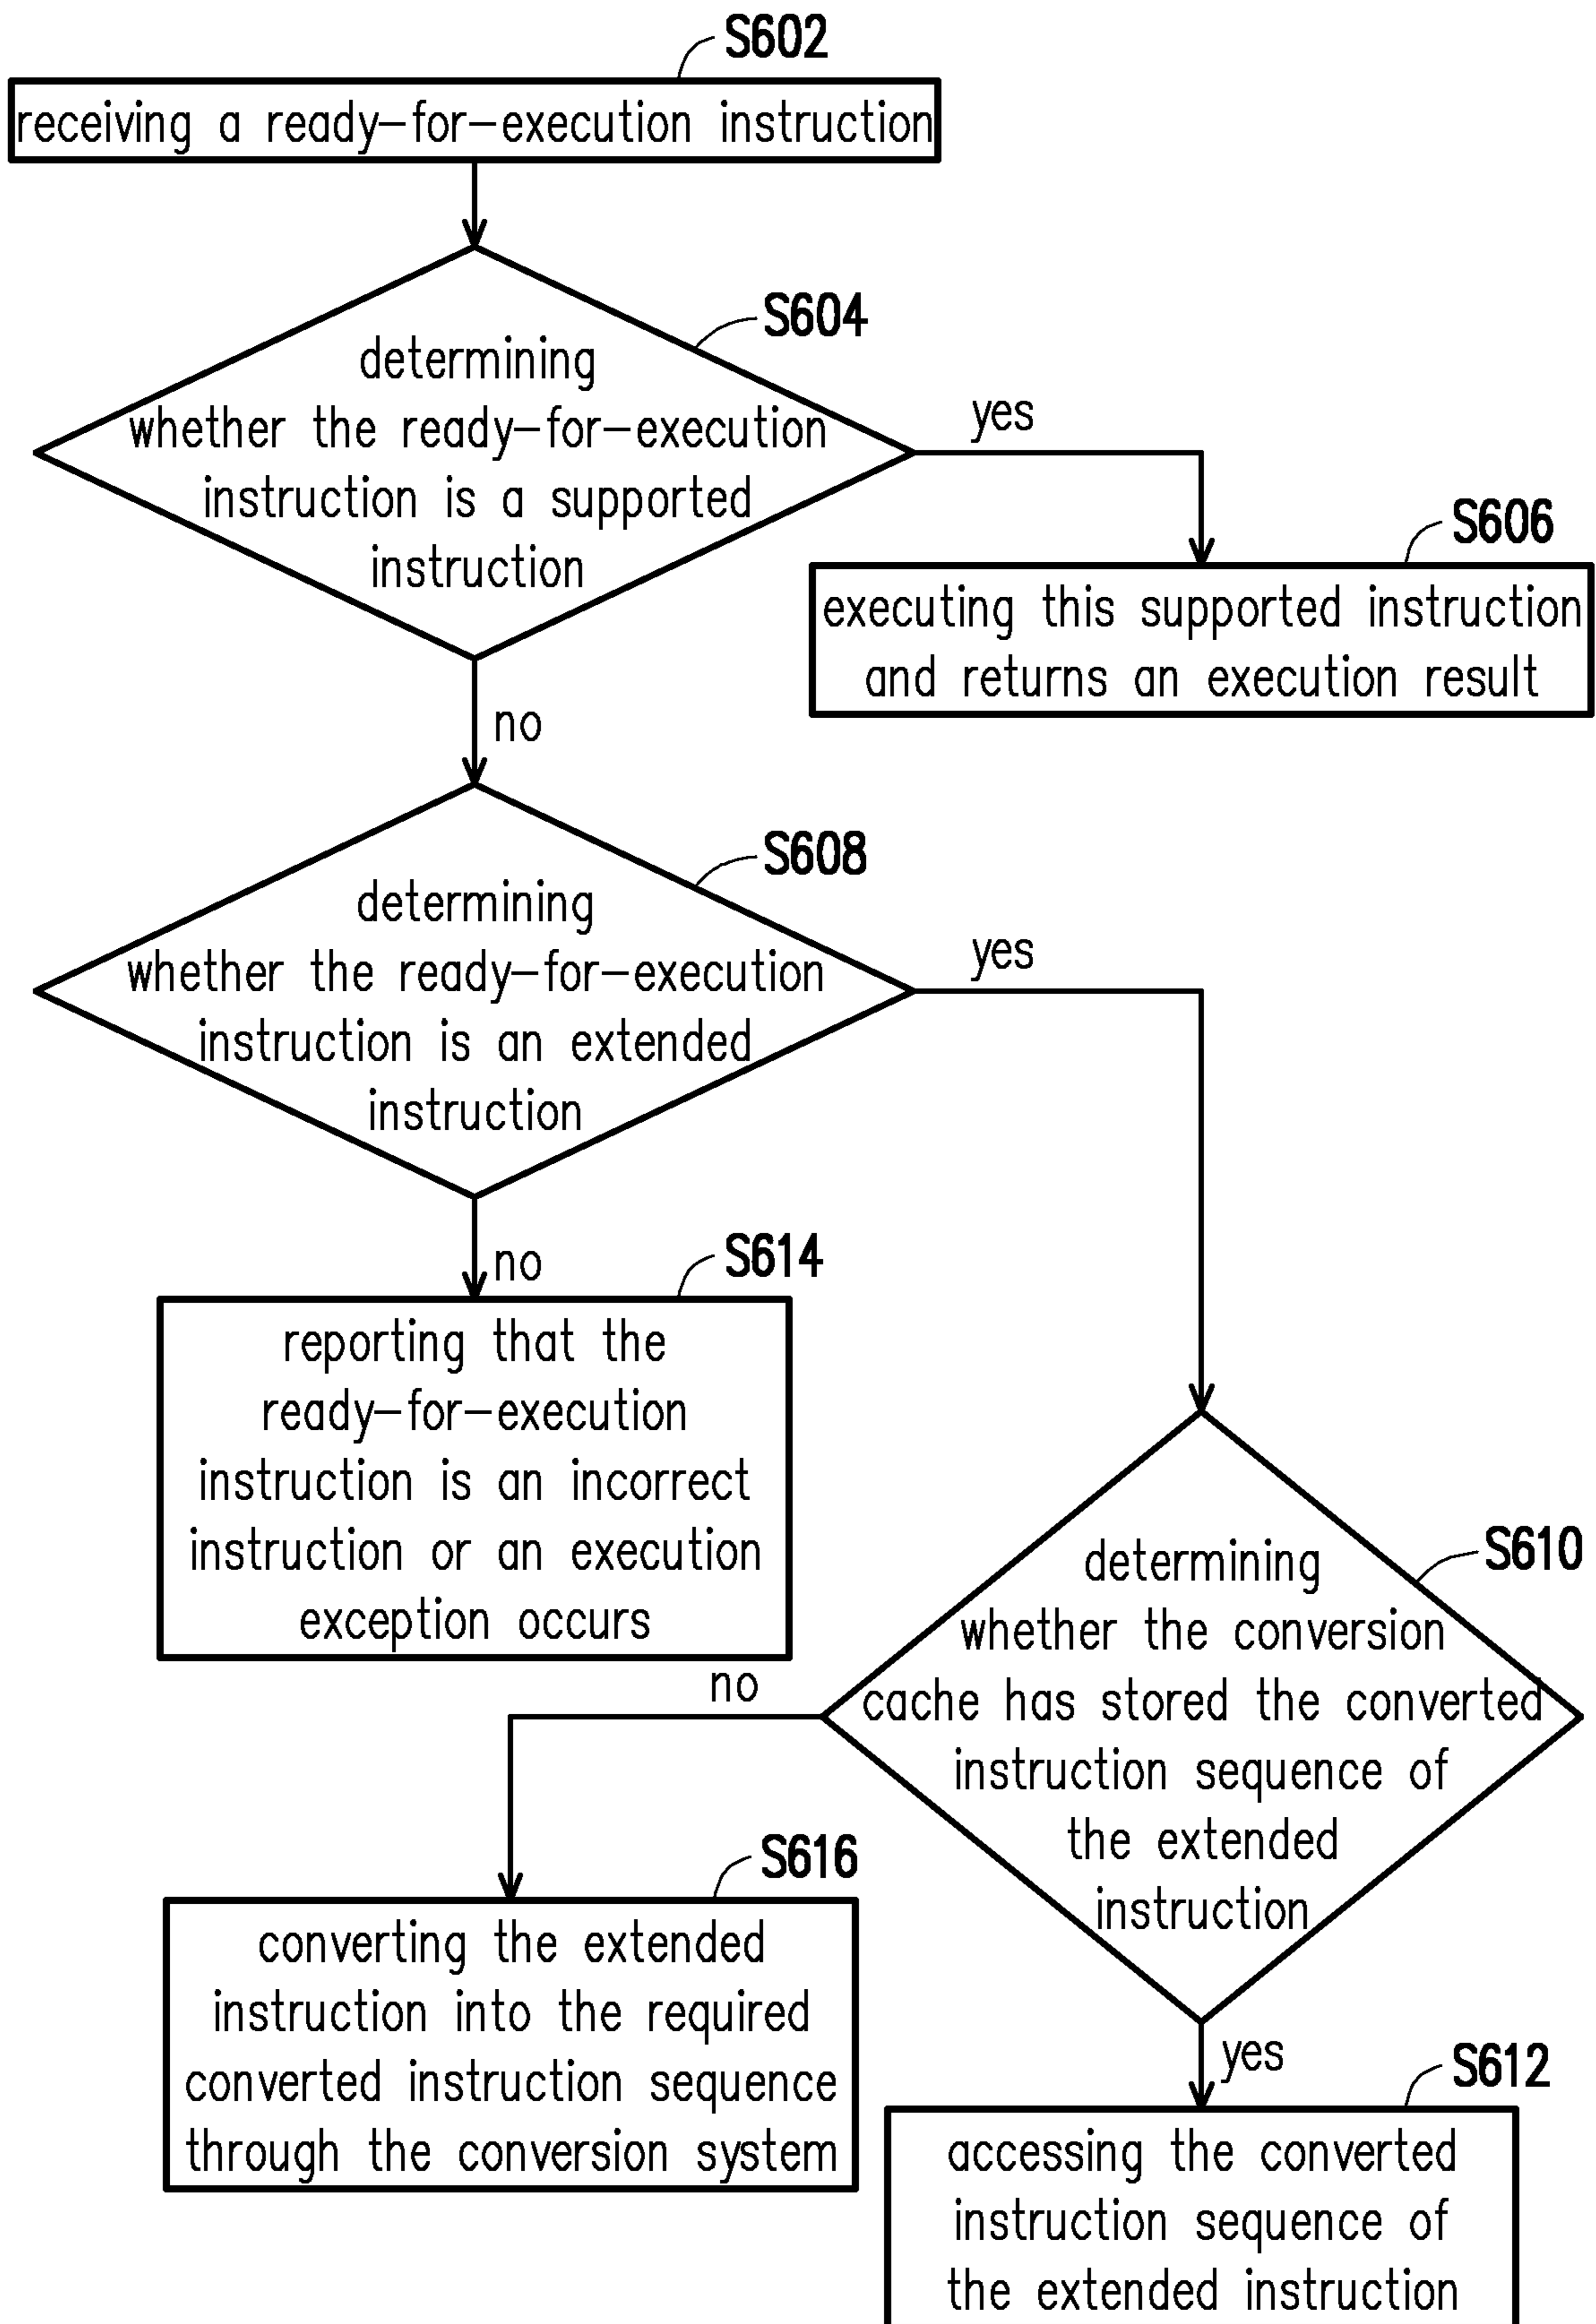 S602
receiving a ready-for-execution instruction
S604
determining
whether the ready-for-execution
instruction is a supported
instruction
yes
S606
executing this supported instruction
and returns an execution result
no
S608
determining
whether the ready-for-execution
instruction is an extended
instruction
yes
no
S614
reporting that the
ready-for-execution
instruction is an incorrect
instruction or an execution
exception occurs
S610
determining
whether the conversion
cache has stored the converted
instruction sequence of
the extended
instruction
no
S616
converting the extended
instruction into the required
converted instruction sequence
through the conversion system
yes
S612
accessing the converted
instruction sequence of
the extended instruction